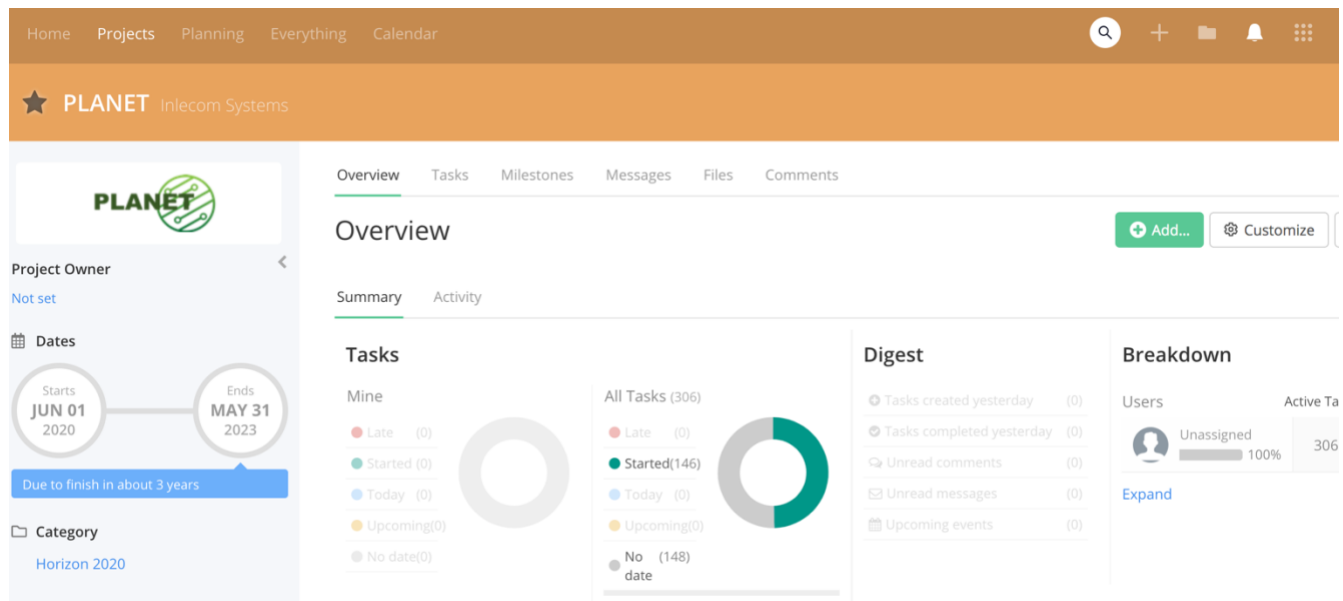 Home Projects Planning Everything Calendar
PLANET Inlecom Systems
PLANET
Project Owner
Not set
Dates
Starts
JUN 01
2020
Ends
MAY 31
2023
Due to finish in about 3 years
Category
Horizon 2020
Overview Tasks Milestones Messages Files Comments
Overview
Add...
Customize
Summary Activity
Tasks
Mine
Late (0)
Started (0)
Today (0)
Upcoming(0)
No date(0)
All Tasks (306)
Late (0)
Started(146)
Today (0)
Upcoming(0)
No (148)
date
Digest
Tasks created yesterday (0)
Tasks completed yesterday (0)
Unread comments (0)
Unread messages (0)
Upcoming events (0)
Breakdown
Users Active Ta
Unassigned
100%
306
Expand